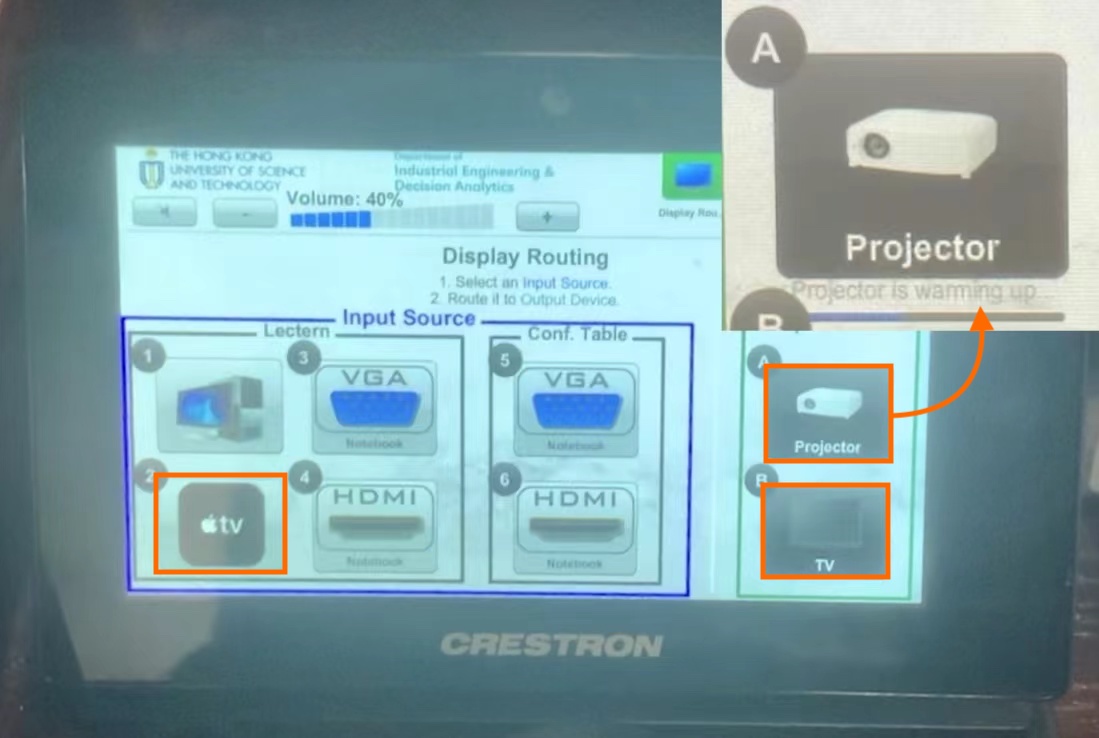 THE HONG KONG
UNIVERSITY OF SCIENCE
AND TECHNOLOGY
Department of
Industrial Engineering &
Decision Analytics
Volume: 40%
-
+
Display Rou
Display Routing
1. Select an Input Source.
2. Route it to Output Device.
Input Source
Lectern
Conf. Table
1
3
VGA
Notebook
5
VGA
Notebook
2
tv
4
HDMI
Notebook
6
HDMI
Notebook
A
Projector
B
TV
CRESTRON
A
Projector
Projector is warming up
B